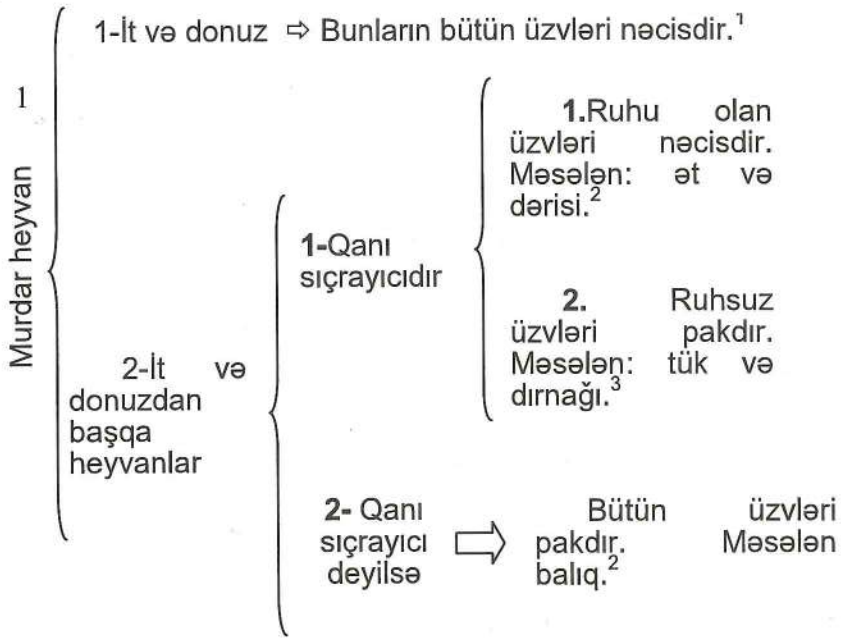 1-İt və donuz ⇨ Bunların bütün üzvləri nəcisdir.¹
1
Murdar heyvan
2-İt və
donuzdan
başqa
heyvanlar
1-Qanı
sıçrayıcıdır
1.Ruhu olan
üzvləri nəcisdir.
Məsələn: ət və
dərisi.²
2. Ruhsuz
üzvləri pakdır.
Məsələn: tük və
dırnağı.³
2- Qanı
sıçrayıcı
deyilsə
Bütün üzvləri
pakdır. Məsələn
balıq.²